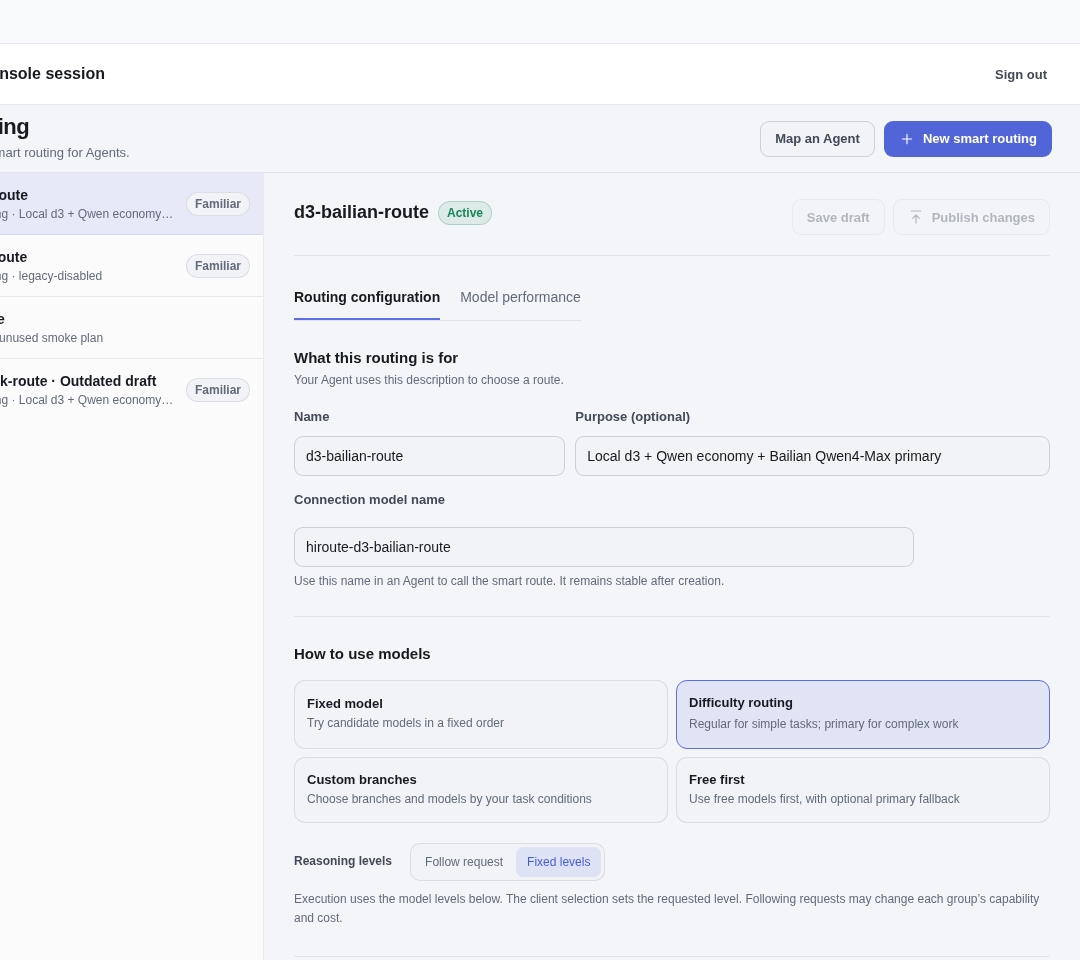 nsole session
Sign out
ing
mart routing for Agents.
Map an Agent
New smart routing
oute
ng · Local d3 + Qwen economy…
Familiar
oute
ng · legacy-disabled
Familiar
e
unused smoke plan
k-route · Outdated draft
ng · Local d3 + Qwen economy…
Familiar
d3-bailian-route
Active
Save draft
Publish changes
Routing configuration
Model performance
What this routing is for
Your Agent uses this description to choose a route.
Name
Purpose (optional)
d3-bailian-route
Local d3 + Qwen economy + Bailian Qwen4-Max primary
Connection model name
hiroute-d3-bailian-route
Use this name in an Agent to call the smart route. It remains stable after creation.
How to use models
Fixed model
Try candidate models in a fixed order
Difficulty routing
Regular for simple tasks; primary for complex work
Custom branches
Choose branches and models by your task conditions
Free first
Use free models first, with optional primary fallback
Reasoning levels
Follow request
Fixed levels
Execution uses the model levels below. The client selection sets the requested level. Following requests may change each group's capability
and cost.